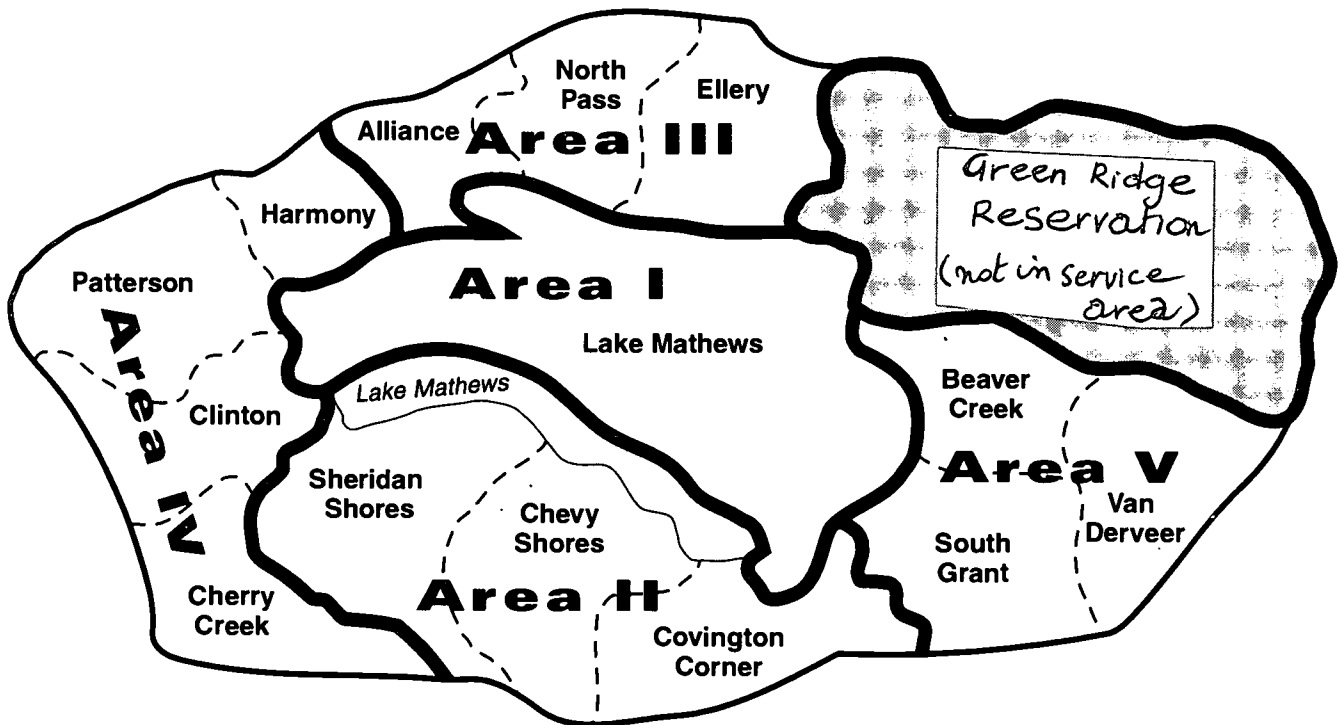 North
Pass
Ellery
Alliance
Area III
Green Ridge
Reservation
(not in service
area)
Harmony
Patterson
Area I
Lake Mathews
Lake Mathews
Beaver
Creek
Area IV
Clinton
Area V
Sheridan
Shores
Chevy
Shores
Van
Derveer
South
Grant
Area II
Cherry
Creek
Covington
Corner